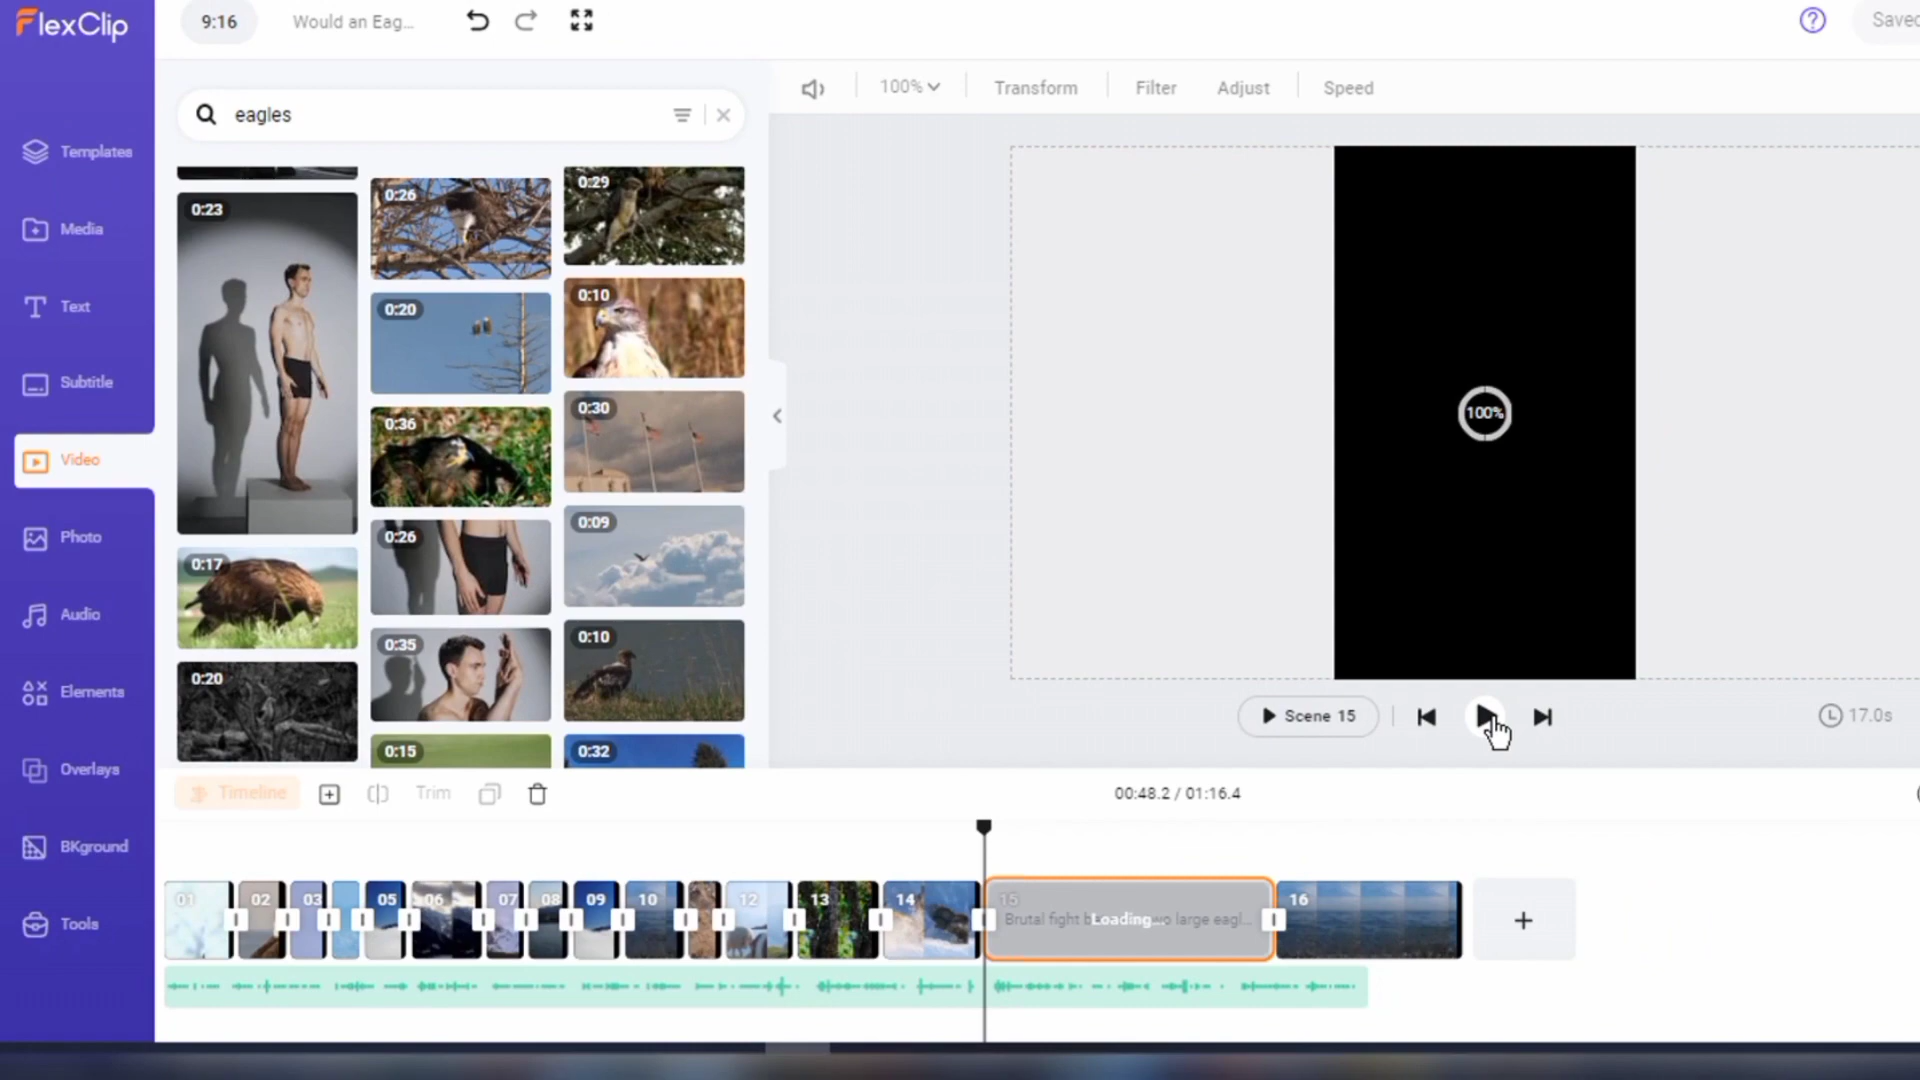 FlexClip
9:16
Would an Eag...
Saved
Templates
Media
Text
Subtitle
Video
Photo
Audio
Elements
Overlays
BKground
Tools
eagles
0:23
0:17
0:20
0:26
0:20
0:36
0:26
0:35
0:15
0:29
0:10
0:30
0:09
0:10
0:32
100%
Transform
Filter
Adjust
Speed
100%
Scene 15
17.0s
Timeline
Trim
00:48.2 / 01:16.4
01
02
03
05
06
07
08
09
10
12
13
14
15
Brutal fight b
Loading...
wo large eagl...
16